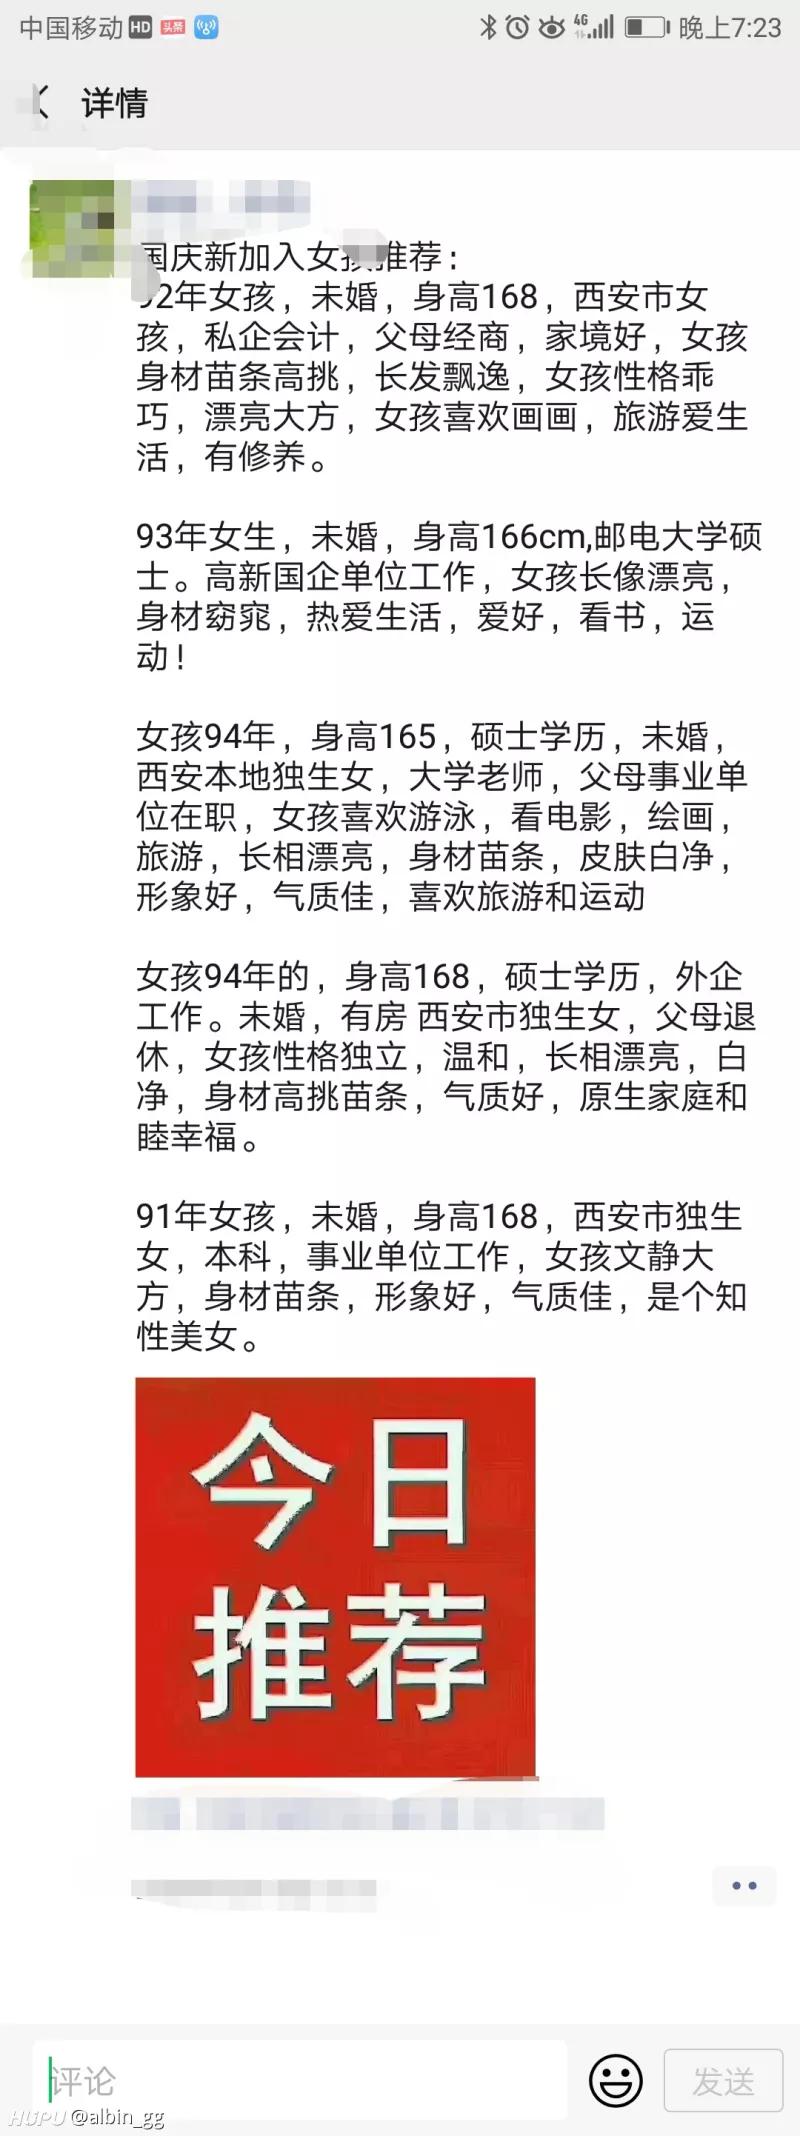 中国移动 HD 头条 4G 晚上7:23
详情
国庆新加入女孩推荐：
92年女孩，未婚，身高168，西安市女
孩，私企会计，父母经商，家境好，女孩
身材苗条高挑，长发飘逸，女孩性格乖
巧，漂亮大方，女孩喜欢画画，旅游爱生
活，有修养。
93年女生，未婚，身高166cm,邮电大学硕
士。高新国企单位工作，女孩长像漂亮，
身材窈窕，热爱生活，爱好，看书，运
动！
女孩94年，身高165，硕士学历，未婚，
西安本地独生女，大学老师，父母事业单
位在职，女孩喜欢游泳，看电影，绘画，
旅游，长相漂亮，身材苗条，皮肤白净，
形象好，气质佳，喜欢旅游和运动
女孩94年的，身高168，硕士学历，外企
工作。未婚，有房 西安市独生女，父母退
休，女孩性格独立，温和，长相漂亮，白
净，身材高挑苗条，气质好，原生家庭和
睦幸福。
91年女孩，未婚，身高168，西安市独生
女，本科，事业单位工作，女孩文静大
方，身材苗条，形象好，气质佳，是个知
性美女。
今日
推荐
评论
发送
HUPU @albin_gg